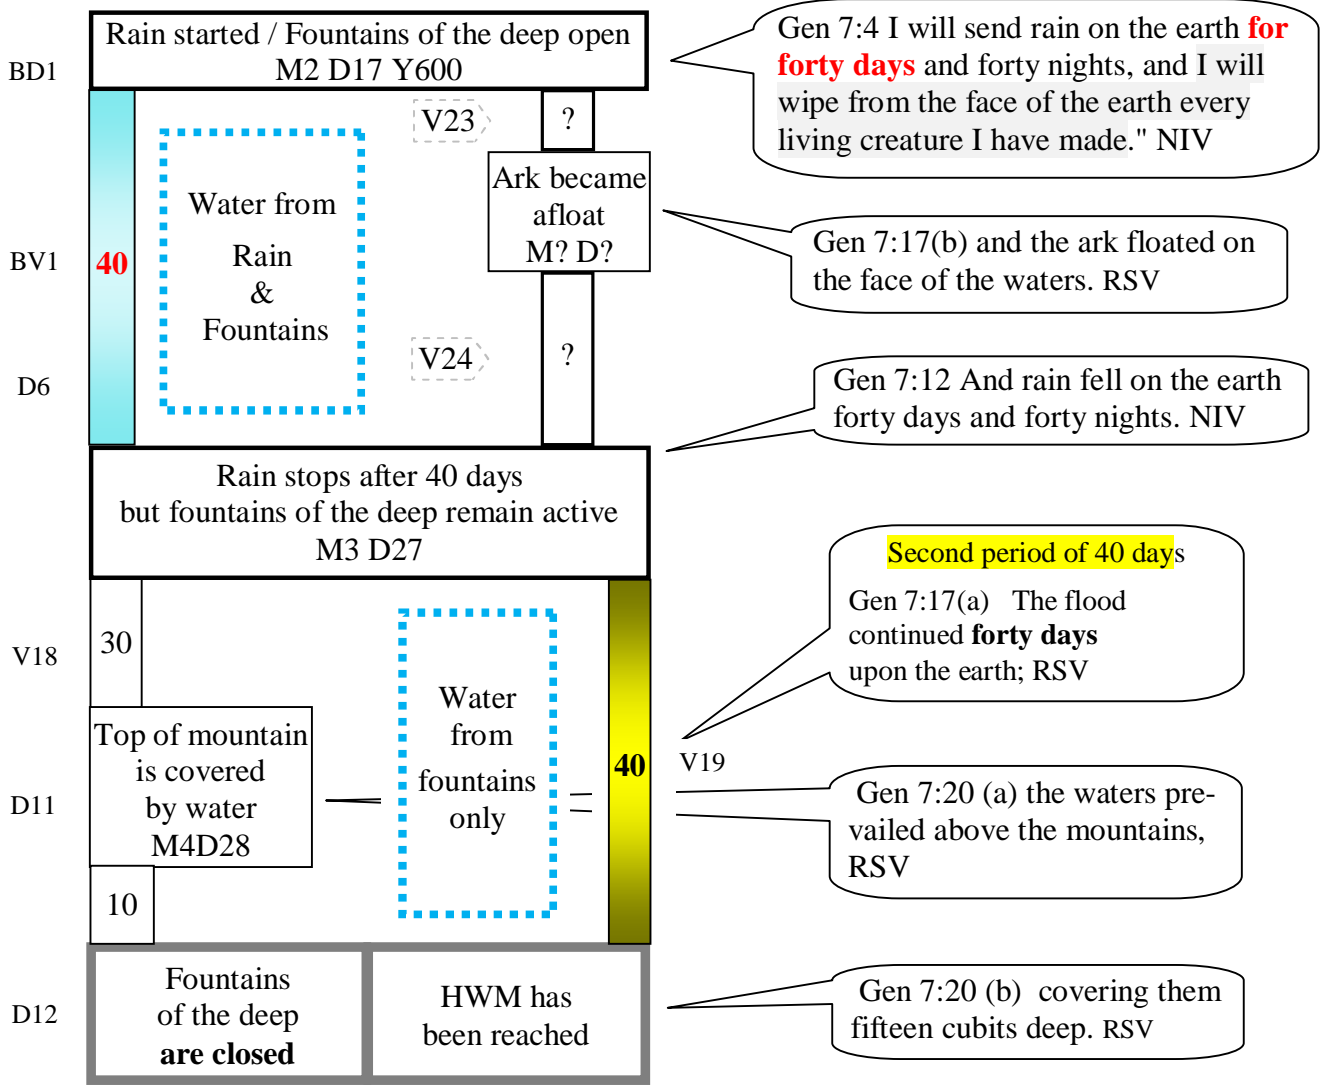 Rain started / Fountains of the deep open
M2 D17 Y600
BD1
Gen 7:4 I will send rain on the earth for
forty days and forty nights, and I will
wipe from the face of the earth every
living creature I have made." NIV
V23
?
Ark became
afloat
M? D?
Water from
Rain
&
Fountains
BV1
40
Gen 7:17(b) and the ark floated on
the face of the waters. RSV
V24
?
D6
Gen 7:12 And rain fell on the earth
forty days and forty nights. NIV
Rain stops after 40 days
but fountains of the deep remain active
M3 D27
Second period of 40 days
Gen 7:17(a) The flood
continued forty days
upon the earth; RSV
V18
30
Water
from
fountains
only
Top of mountain
is covered
by water
M4D28
40
V19
D11
Gen 7:20 (a) the waters pre-
vailed above the mountains,
RSV
10
D12
Fountains
of the deep
are closed
HWM has
been reached
Gen 7:20 (b) covering them
fifteen cubits deep. RSV